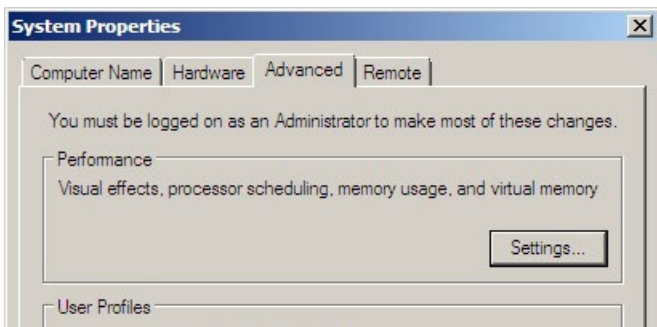 System Properties
Computer Name Hardware Advanced Remote
You must be logged on as an Administrator to make most of these changes.
Performance
Visual effects, processor scheduling, memory usage, and virtual memory
Settings...
User Profiles